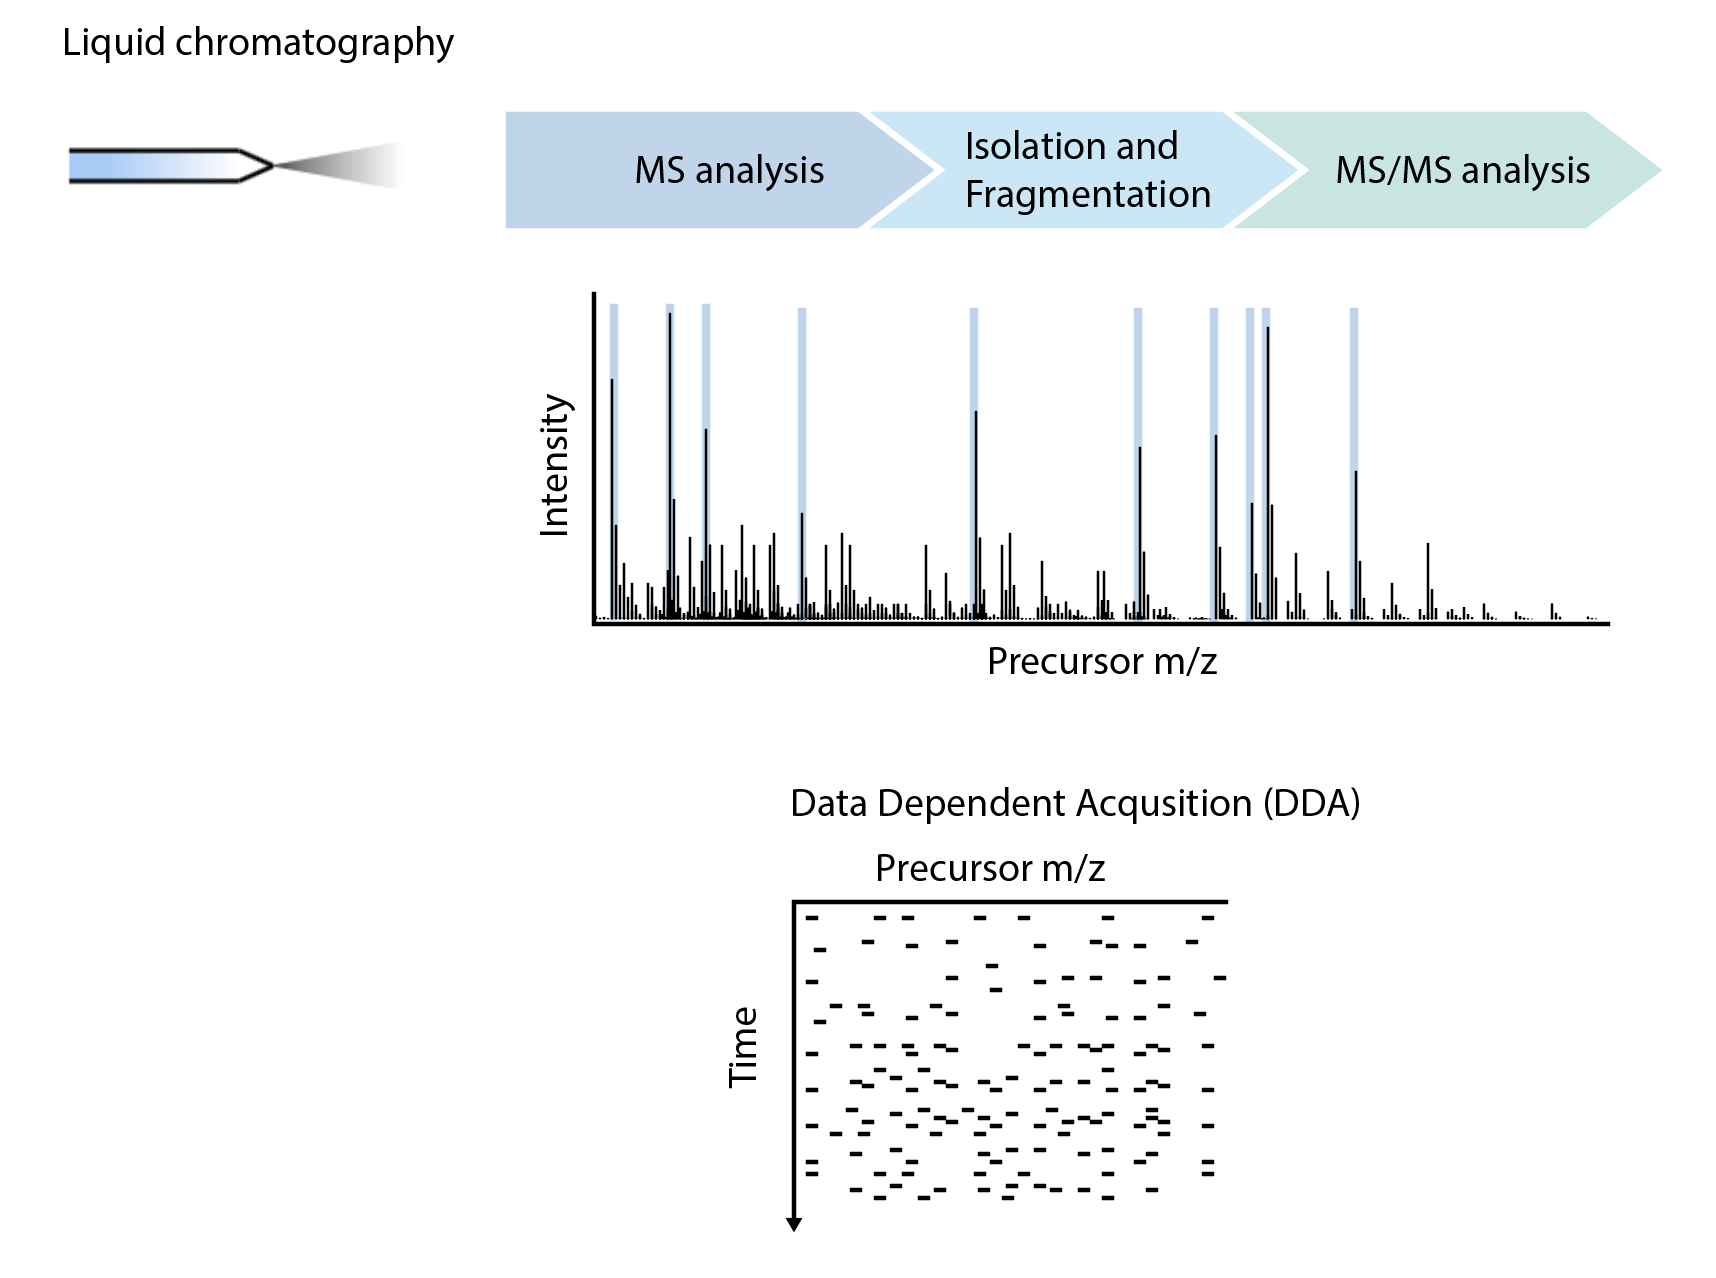 Liquid chromatography
MS analysis
Isolation and
Fragmentation
MS/MS analysis
Intensity
Precursor m/z
Data Dependent Acqusition (DDA)
Precursor m/z
Time